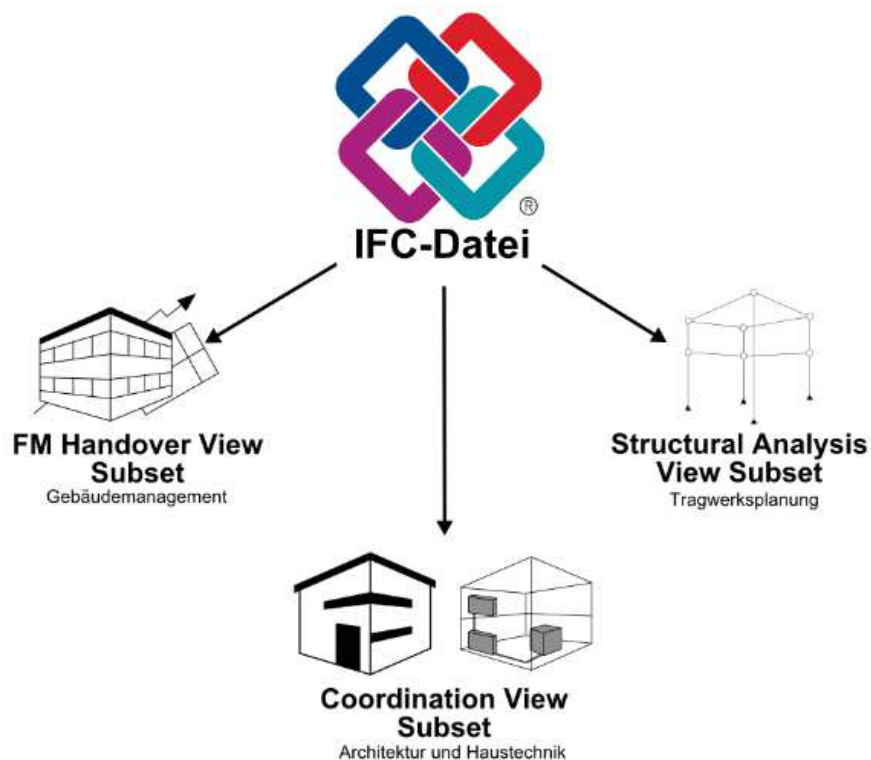 ®
IFC-Datei
FM Handover View
Subset
Gebäudemanagement
Structural Analysis
View Subset
Tragwerksplanung
Coordination View
Subset
Architektur und Haustechnik